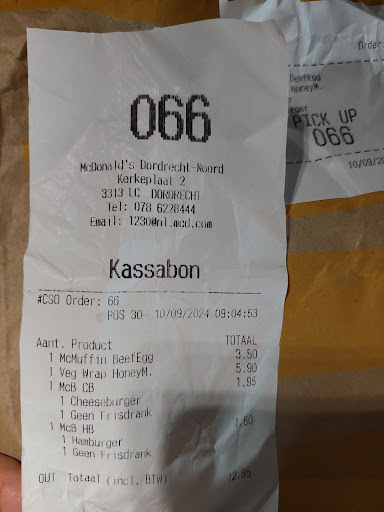 066
McDonald's Dordrecht-Noord
Kerkeplaat 2
3313 LC DORDRECHT
Tel: 078 6228444
Email: 1230@nl.mcd.com
Kassabon
#CSO Order: 66
POS 30 10/09/2024 09:04:53
Aant. Product TOTAAL
1 McMuffin BeefEgg 3.50
1 Veg Wrap HoneyM. 5.90
1 McB CB 1.95
1 Cheeseburger
1 Geen Frisdrank
1 McB HB 1.60
1 Hamburger
1 Geen Frisdrank
OUT Totaal (incl. BTW) 12.95
Order:
BeefEgg
HoneyM.
PICK UP
066